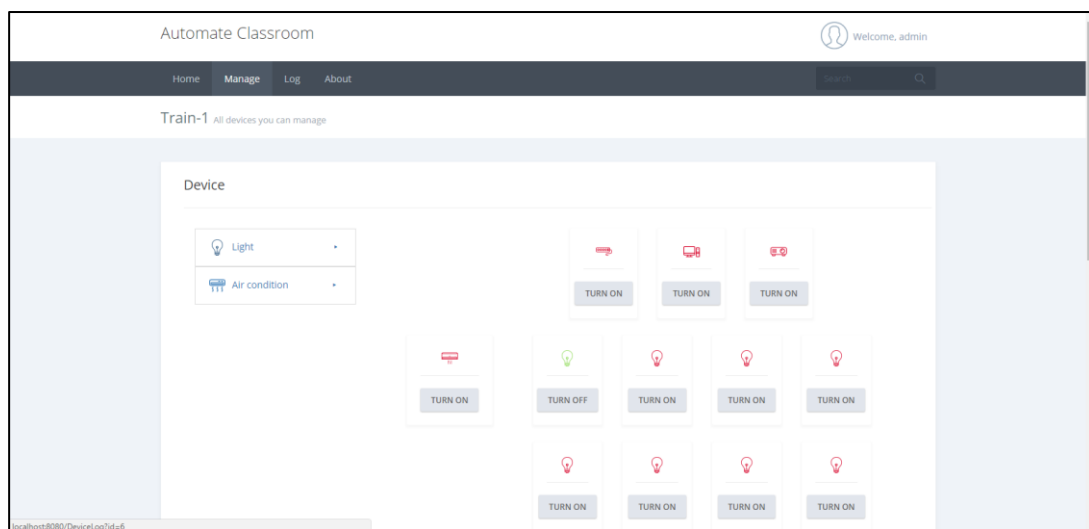 Automate Classroom
Welcome, admin
Home Manage Log About
Search
Train-1 All devices you can manage
Device
Light
Air condition
TURN ON TURN ON TURN ON
TURN ON TURN OFF TURN ON TURN ON TURN ON
TURN ON TURN ON TURN ON TURN ON
localhost:8080/DeviceLog?id=6